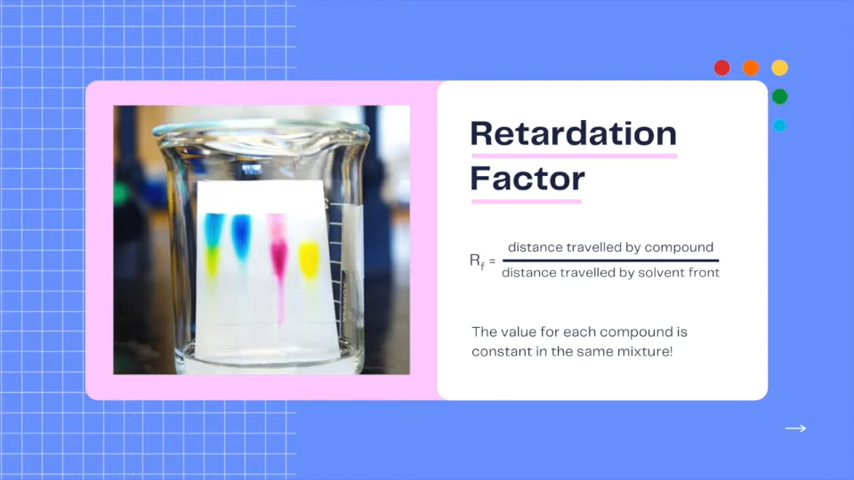 Retardation
Factor
distance travelled by compound
R_f =
distance travelled by solvent front
The value for each compound is
constant in the same mixture!